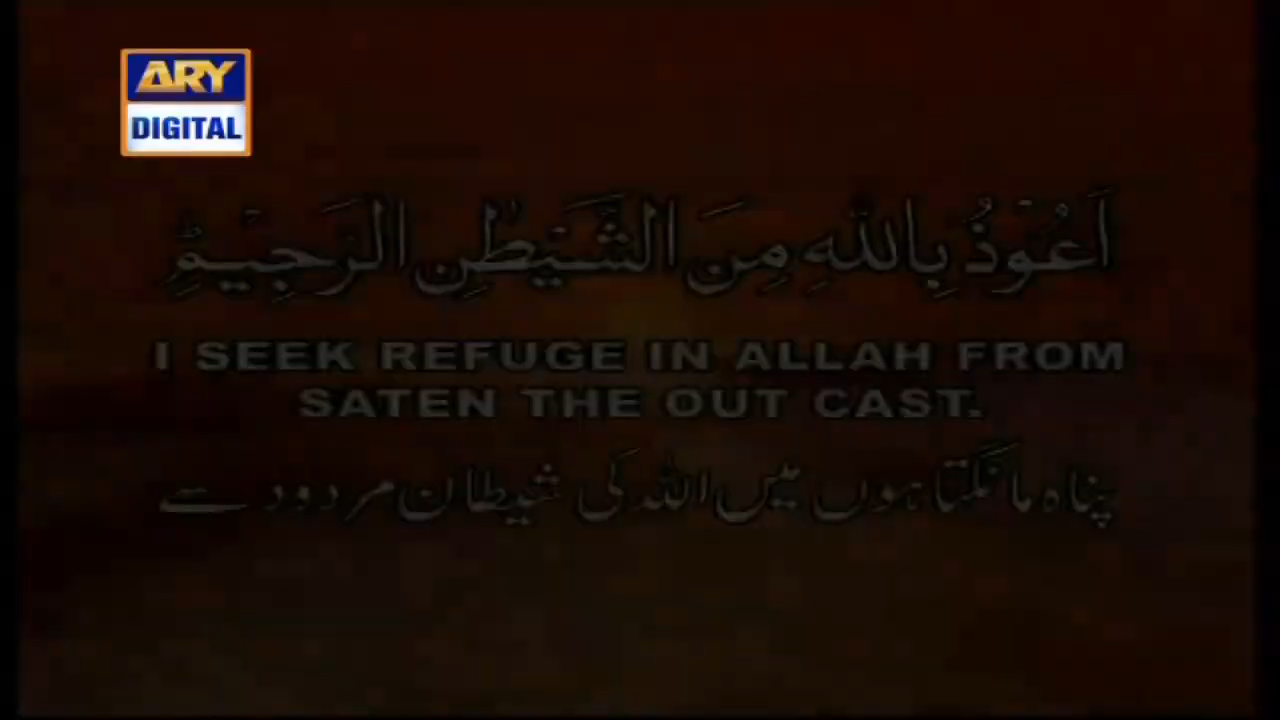 ARY
DIGITAL
اَعُوْذُ بِاللّٰهِ مِنَ الشَّيْطٰنِ الرَّجِيْمِؕ
I SEEK REFUGE IN ALLAH FROM
SATEN THE OUT CAST.
پناہ مانگتا ہوں میں اللہ کی شیطان مردود سے